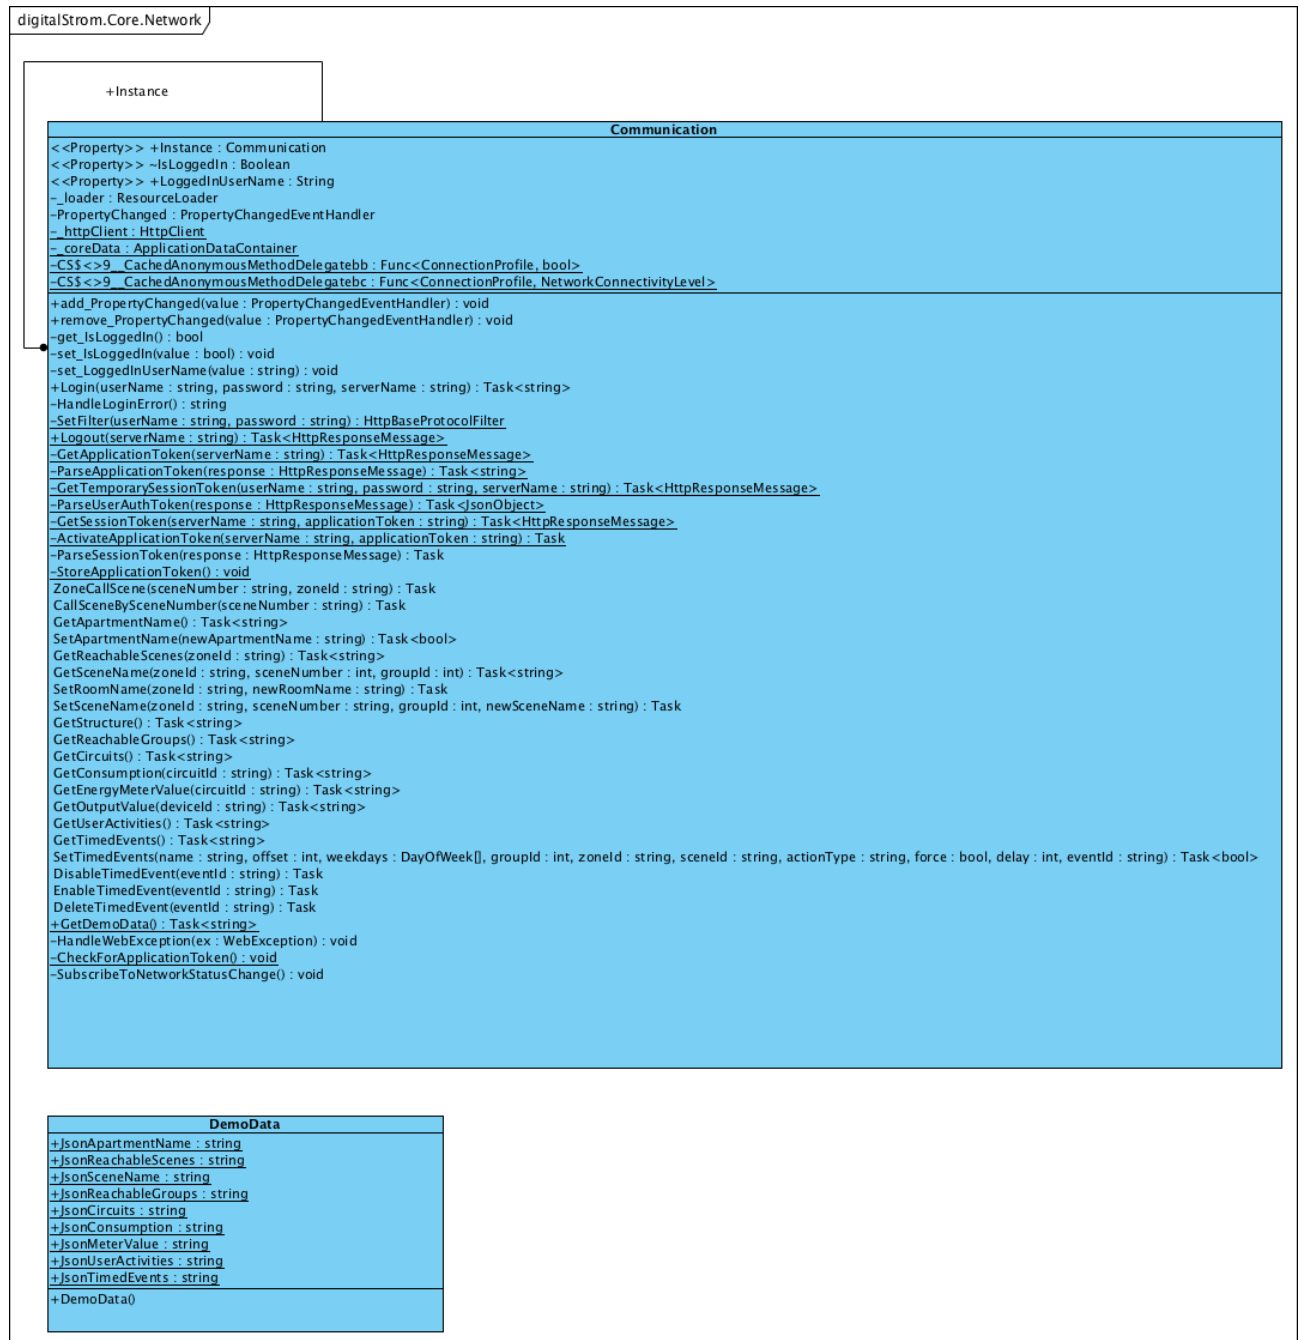 digitalStrom.Core.Network
+Instance
Communication
<<Property>> +Instance : Communication
<<Property>> ~IsLoggedIn : Boolean
<<Property>> +LoggedInUserName : String
-_loader : ResourceLoader
-PropertyChanged : PropertyChangedEventHandler
-_httpClient : HttpClient
-_coreData : ApplicationDataContainer
-CS$<>9__CachedAnonymousMethodDelegatebb : Func<ConnectionProfile, bool>
-CS$<>9__CachedAnonymousMethodDelegatebc : Func<ConnectionProfile, NetworkConnectivityLevel>
+add_PropertyChanged(value : PropertyChangedEventHandler) : void
+remove_PropertyChanged(value : PropertyChangedEventHandler) : void
-get_IsLoggedIn() : bool
-set_IsLoggedIn(value : bool) : void
-set_LoggedInUserName(value : string) : void
+Login(userName : string, password : string, serverName : string) : Task<string>
-HandleLoginError() : string
-SetFilter(userName : string, password : string) : HttpBaseProtocolFilter
+Logout(serverName : string) : Task<HttpResponseMessage>
-GetApplicationToken(serverName : string) : Task<HttpResponseMessage>
-ParseApplicationToken(response : HttpResponseMessage) : Task<string>
-GetTemporarySessionToken(userName : string, password : string, serverName : string) : Task<HttpResponseMessage>
-ParseUserAuthToken(response : HttpResponseMessage) : Task<JsonObject>
-GetSessionToken(serverName : string, applicationToken : string) : Task<HttpResponseMessage>
-ActivateApplicationToken(serverName : string, applicationToken : string) : Task
-ParseSessionToken(response : HttpResponseMessage) : Task
-StoreApplicationToken() : void
ZoneCallScene(sceneNumber : string, zoneId : string) : Task
CallSceneBySceneNumber(sceneNumber : string) : Task
GetApartmentName() : Task<string>
SetApartmentName(newApartmentName : string) : Task<bool>
GetReachableScenes(zoneId : string) : Task<string>
GetSceneName(zoneId : string, sceneNumber : int, groupId : int) : Task<string>
SetRoomName(zoneId : string, newRoomName : string) : Task
SetSceneName(zoneId : string, sceneNumber : string, groupId : int, newSceneName : string) : Task
GetStructure() : Task<string>
GetReachableGroups() : Task<string>
GetCircuits() : Task<string>
GetConsumption(circuitId : string) : Task<string>
GetEnergyMeterValue(circuitId : string) : Task<string>
GetOutputValue(deviceId : string) : Task<string>
GetUserActivities() : Task<string>
GetTimedEvents() : Task<string>
SetTimedEvents(name : string, offset : int, weekdays : DayOfWeek[], groupId : int, zoneId : string, sceneId : string, actionType : string, force : bool, delay : int, eventId : string) : Task<bool>
DisableTimedEvent(eventId : string) : Task
EnableTimedEvent(eventId : string) : Task
DeleteTimedEvent(eventId : string) : Task
+GetDemoData() : Task<string>
-HandleWebException(ex : WebException) : void
-CheckForApplicationToken() : void
-SubscribeToNetworkStatusChange() : void
DemoData
+JsonApartmentName : string
+JsonReachableScenes : string
+JsonSceneName : string
+JsonReachableGroups : string
+JsonCircuits : string
+JsonConsumption : string
+JsonMeterValue : string
+JsonUserActivities : string
+JsonTimedEvents : string
+DemoData()